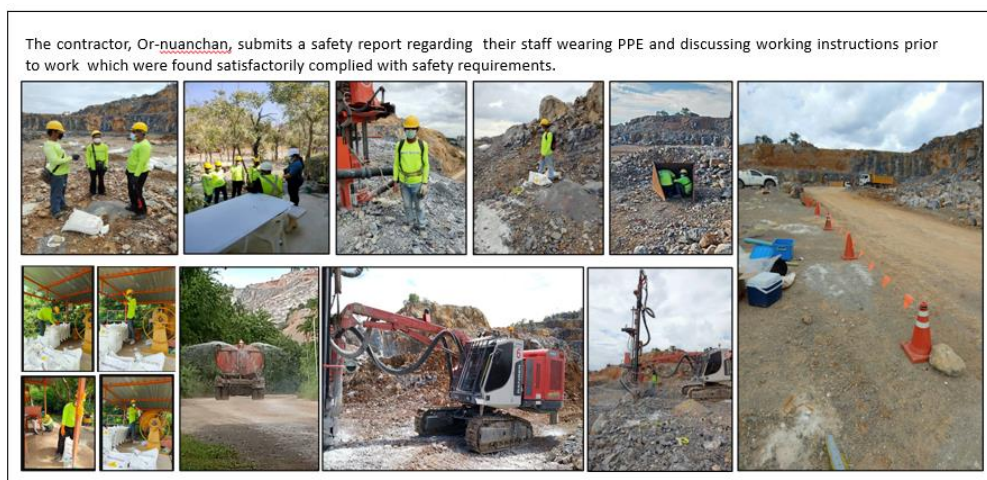 The contractor, Or-nuanchan, submits a safety report regarding their staff wearing PPE and discussing working instructions prior
to work which were found satisfactorily complied with safety requirements.